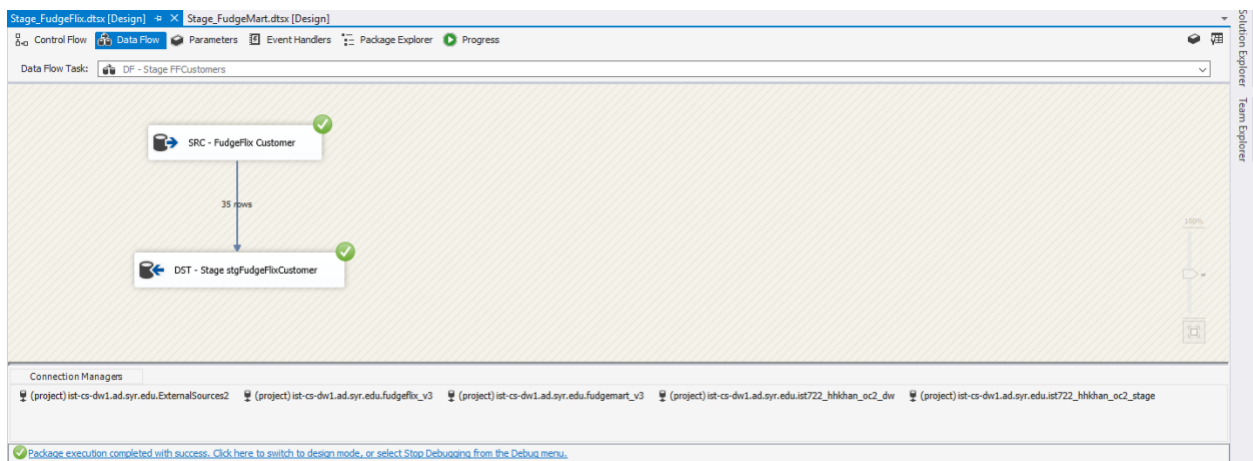 Stage_FudgeFlix.dtsx [Design] Stage_FudgeMart.dtsx [Design]
Control Flow Data Flow Parameters Event Handlers Package Explorer Progress
Data Flow Task: DF - Stage FFCustomers
SRC - FudgeFlix Customer
35 rows
DST - Stage stgFudgeFlixCustomer
100%
Connection Managers
(project) ist-cs-dw1.ad.syr.edu.ExternalSources2 (project) ist-cs-dw1.ad.syr.edu.fudgeflix_v3 (project) ist-cs-dw1.ad.syr.edu.fudgemart_v3 (project) ist-cs-dw1.ad.syr.edu.ist722_hhkhan_oc2_dw (project) ist-cs-dw1.ad.syr.edu.ist722_hhkhan_oc2_stage
Package execution completed with success. Click here to switch to design mode, or select Stop Debugging from the Debug menu.
Solution Explorer
Team Explorer